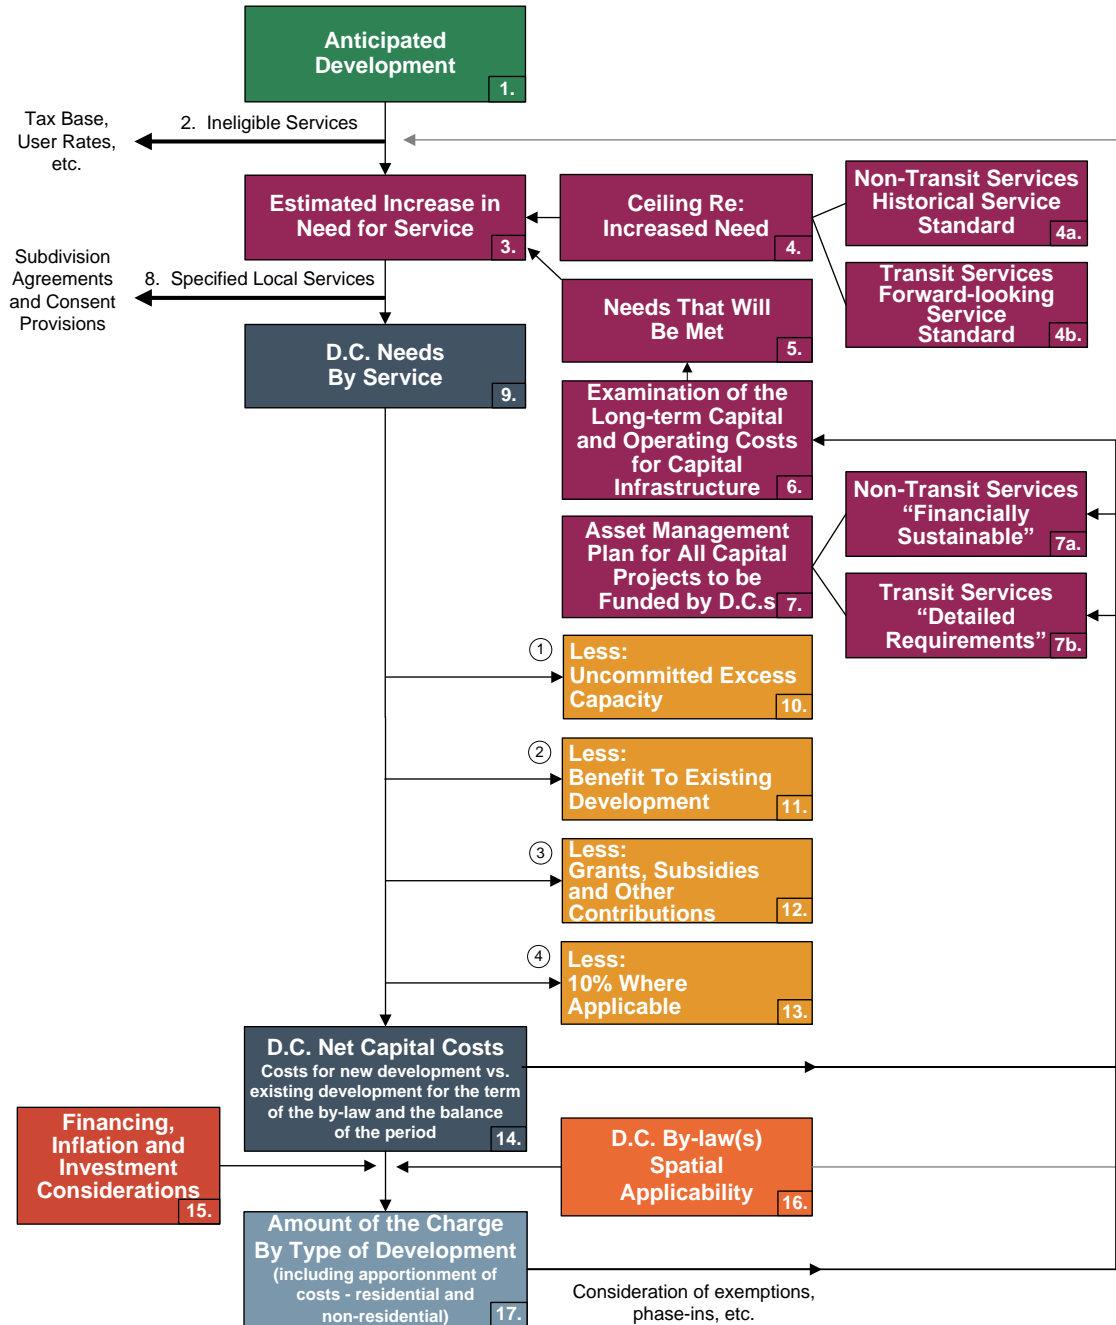 Anticipated
Development
1.
Tax Base,
User Rates,
etc.
2. Ineligible Services
Estimated Increase in
Need for Service
3.
Ceiling Re:
Increased Need
4.
Non-Transit Services
Historical Service
Standard
4a.
Transit Services
Forward-looking
Service
Standard
4b.
Subdivision
Agreements
and Consent
Provisions
8. Specified Local Services
Needs That Will
Be Met
5.
D.C. Needs
By Service
9.
Examination of the
Long-term Capital
and Operating Costs
for Capital
Infrastructure
6.
Non-Transit Services
“Financially
Sustainable”
7a.
Asset Management
Plan for All Capital
Projects to be
Funded by D.C.s
7.
Transit Services
“Detailed
Requirements”
7b.
1
Less:
Uncommitted Excess
Capacity
10.
2
Less:
Benefit To Existing
Development
11.
3
Less:
Grants, Subsidies
and Other
Contributions
12.
4
Less:
10% Where
Applicable
13.
D.C. Net Capital Costs
Costs for new development vs.
existing development for the term
of the by-law and the balance
of the period
14.
Financing,
Inflation and
Investment
Considerations
15.
D.C. By-law(s)
Spatial
Applicability
16.
Amount of the Charge
By Type of Development
(including apportionment of
costs - residential and
non-residential)
17.
Consideration of exemptions,
phase-ins, etc.